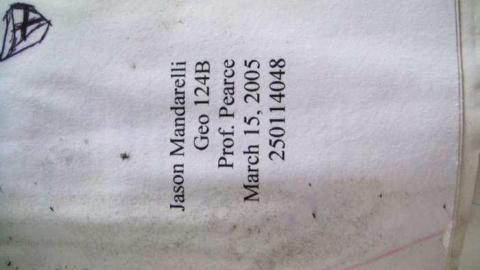 Jason Mandarelli
Geo 124B
Prof. Pearce
March 15, 2005
250114048